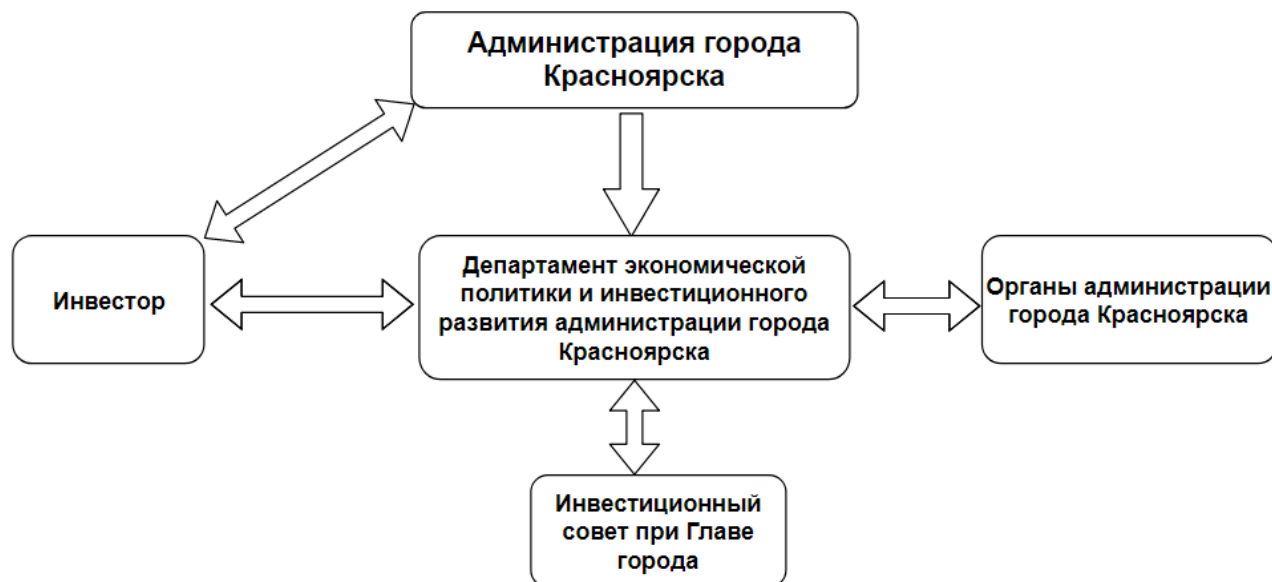 Администрация города
Красноярска
Инвестор
Департамент экономической
политики и инвестиционного
развития администрации города
Красноярска
Органы администрации
города Красноярска
Инвестиционный
совет при Главе
города